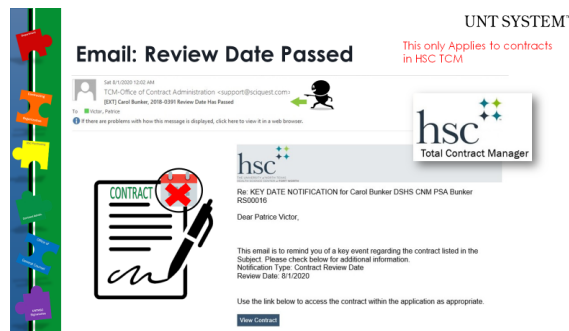 UNT SYSTEM™
Email: Review Date Passed
This only Applies to contracts
in HSC TCM
Sat 8/1/2020 12:02 AM
TCM-Office of Contract Administration <support@sciquest.com>
[EXT] Carol Bunker, 2018-0391 Review Date Has Passed
To Victor, Patrice
If there are problems with how this message is displayed, click here to view it in a web browser.
hsc
Total Contract Manager
hsc
CONTRACT
Re: KEY DATE NOTIFICATION for Carol Bunker DSHS CNM PSA Bunker
RS00016
Dear Patrice Victor,
This email is to remind you of a key event regarding the contract listed in the
Subject. Please check below for additional information.
Notification Type: Contract Review Date
Review Date: 8/1/2020
Use the link below to access the contract within the application as appropriate.
View Contract